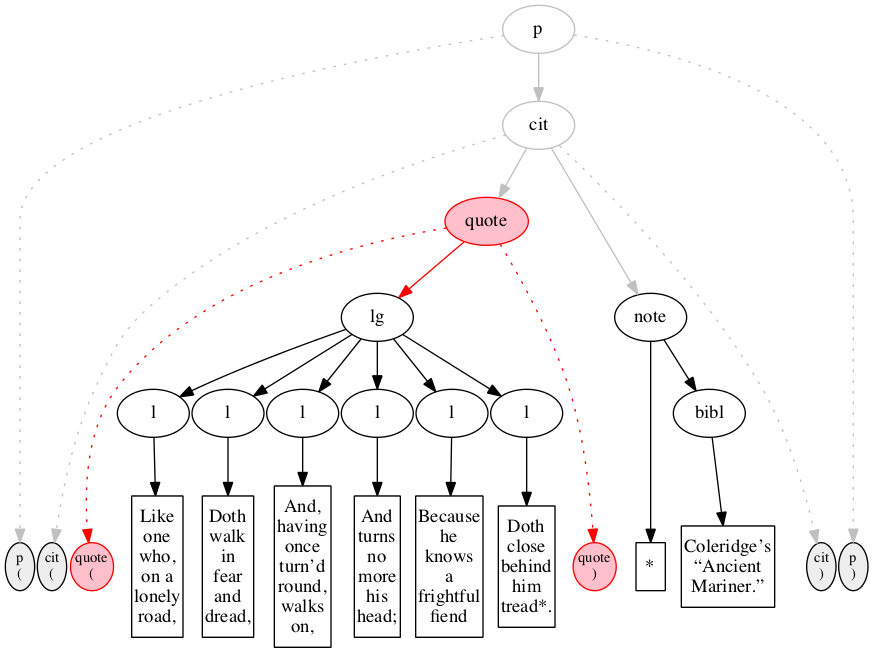 p
cit
quote
lg
note
l
l
l
l
l
l
bibl
p
(
cit
(
quote
(
Like
one
who,
on a
lonely
road,
Doth
walk
in
fear
and
dread,
And,
having
once
turn’d
round,
walks
on,
And
turns
no
more
his
head;
Because
he
knows
a
frightful
fiend
Doth
close
behind
him
tread*.
quote
)
*
Coleridge’s
“Ancient
Mariner.”
cit
)
p
)